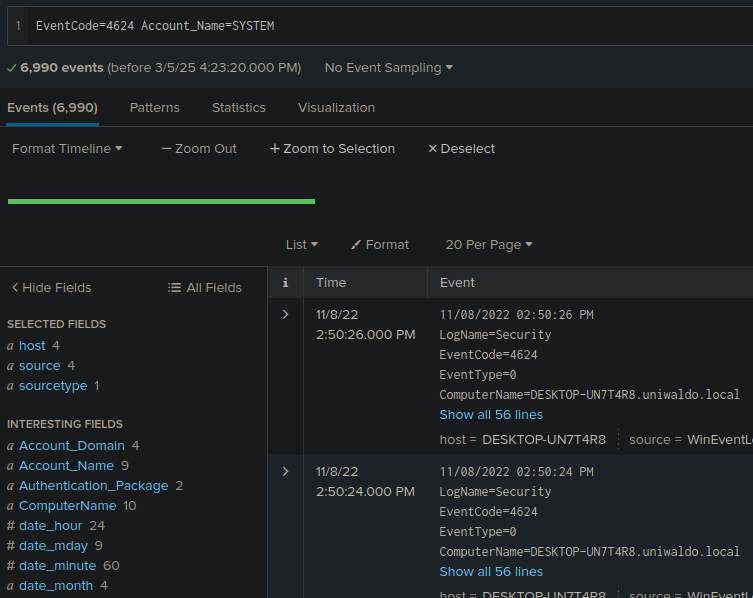 1 EventCode=4624 Account_Name=SYSTEM
6,990 events (before 3/5/25 4:23:20.000 PM) No Event Sampling
Events (6,990) Patterns Statistics Visualization
Format Timeline — Zoom Out + Zoom to Selection × Deselect
List Format 20 Per Page
< Hide Fields All Fields
i Time Event
SELECTED FIELDS
a host 4
a source 4
a sourcetype 1
INTERESTING FIELDS
a Account_Domain 4
a Account_Name 9
a Authentication_Package 2
a ComputerName 10
# date_hour 24
# date_mday 9
# date_minute 60
a date_month 4
> 11/8/22 11/08/2022 02:50:26 PM
2:50:26.000 PM LogName=Security
EventCode=4624
EventType=0
ComputerName=DESKTOP-UN7T4R8.uniwaldo.local
Show all 56 lines
host = DESKTOP-UN7T4R8 source = WinEventL
> 11/8/22 11/08/2022 02:50:24 PM
2:50:24.000 PM LogName=Security
EventCode=4624
EventType=0
ComputerName=DESKTOP-UN7T4R8.uniwaldo.local
Show all 56 lines
host = DESKTOP-UN7T4R8 source = WinEventL